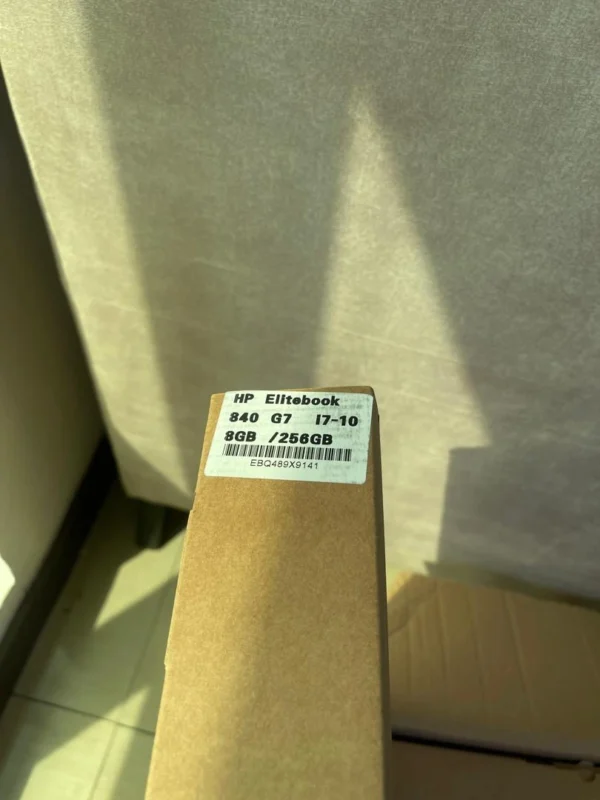 HP Elitebook
840 G7 I7-10
8GB /256GB
EBQ489X9141